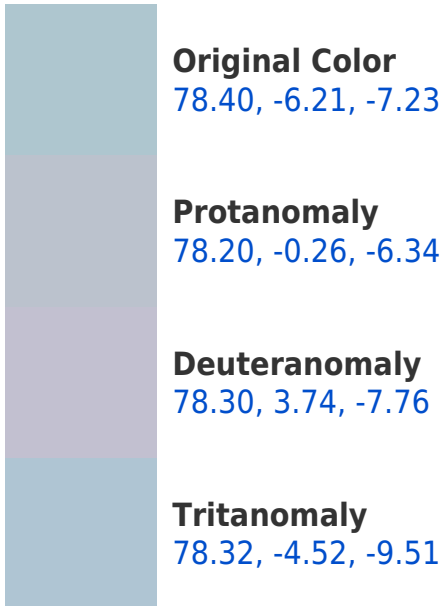 Original Color
78.40, -6.21, -7.23
Protanomaly
78.20, -0.26, -6.34
Deuteranomaly
78.30, 3.74, -7.76
Tritanomaly
78.32, -4.52, -9.51